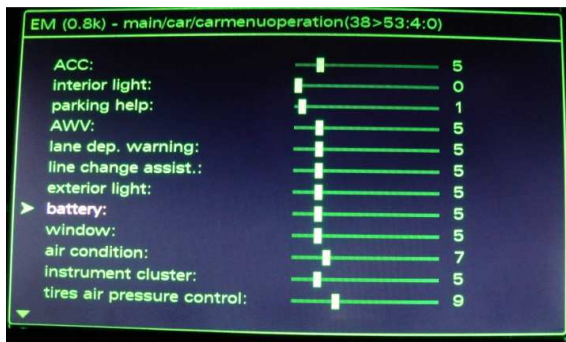 EM (0.8k) - main/car/carmenuoperation(38>53:4:0)
ACC: 5
interior light: 0
parking help: 1
AWV: 5
lane dep. warning: 5
line change assist.: 5
exterior light: 5
battery: 5
window: 5
air condition: 7
instrument cluster: 5
tires air pressure control: 9